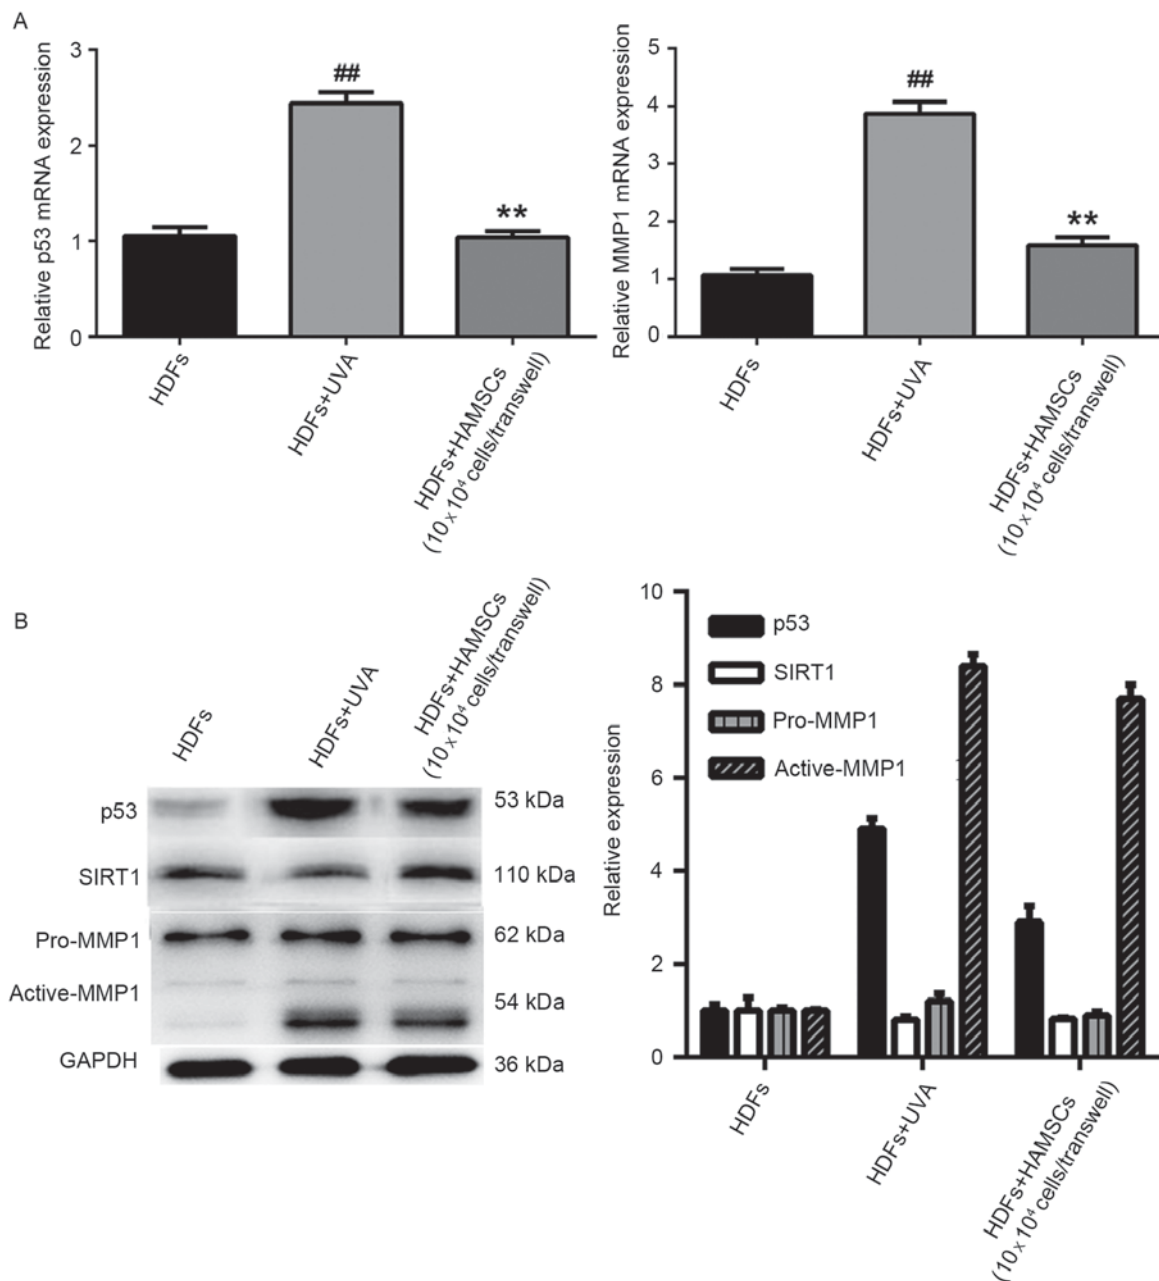 A
Relative p53 mRNA expression
3
2
1
0
##
**
HDFs
HDFs+UVA
HDFs+HAMSCs
(10 x 10⁴ cells/transwell)
Relative MMP1 mRNA expression
5
4
3
2
1
0
##
**
HDFs
HDFs+UVA
HDFs+HAMSCs
(10 x 10⁴ cells/transwell)
B
HDFs
HDFs+UVA
HDFs+HAMSCs
(10 x 10⁴ cells/transwell)
p53
53 kDa
SIRT1
110 kDa
Pro-MMP1
62 kDa
Active-MMP1
54 kDa
GAPDH
36 kDa
Relative expression
10
8
6
4
2
0
p53
SIRT1
Pro-MMP1
Active-MMP1
HDFs
HDFs+UVA
HDFs+HAMSCs
(10 x 10⁴ cells/transwell)